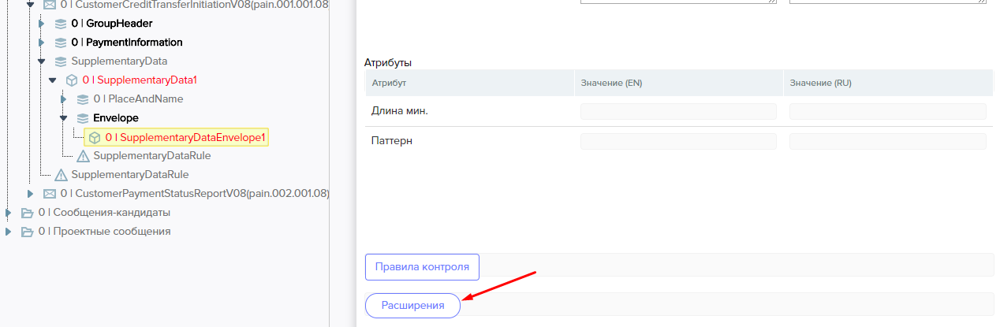 0 | CustomerCreditTransferInitiationV08(pain.001.001.08)
0 | GroupHeader
0 | PaymentInformation
SupplementaryData
0 | SupplementaryData1
0 | PlaceAndName
Envelope
0 | SupplementaryDataEnvelope1
SupplementaryDataRule
SupplementaryDataRule
0 | CustomerPaymentStatusReportV08(pain.002.001.08)
0 | Сообщения-кандидаты
0 | Проектные сообщения
Атрибуты
Атрибут Значение (EN) Значение (RU)
Длина мин.
Паттерн
Правила контроля
Расширения